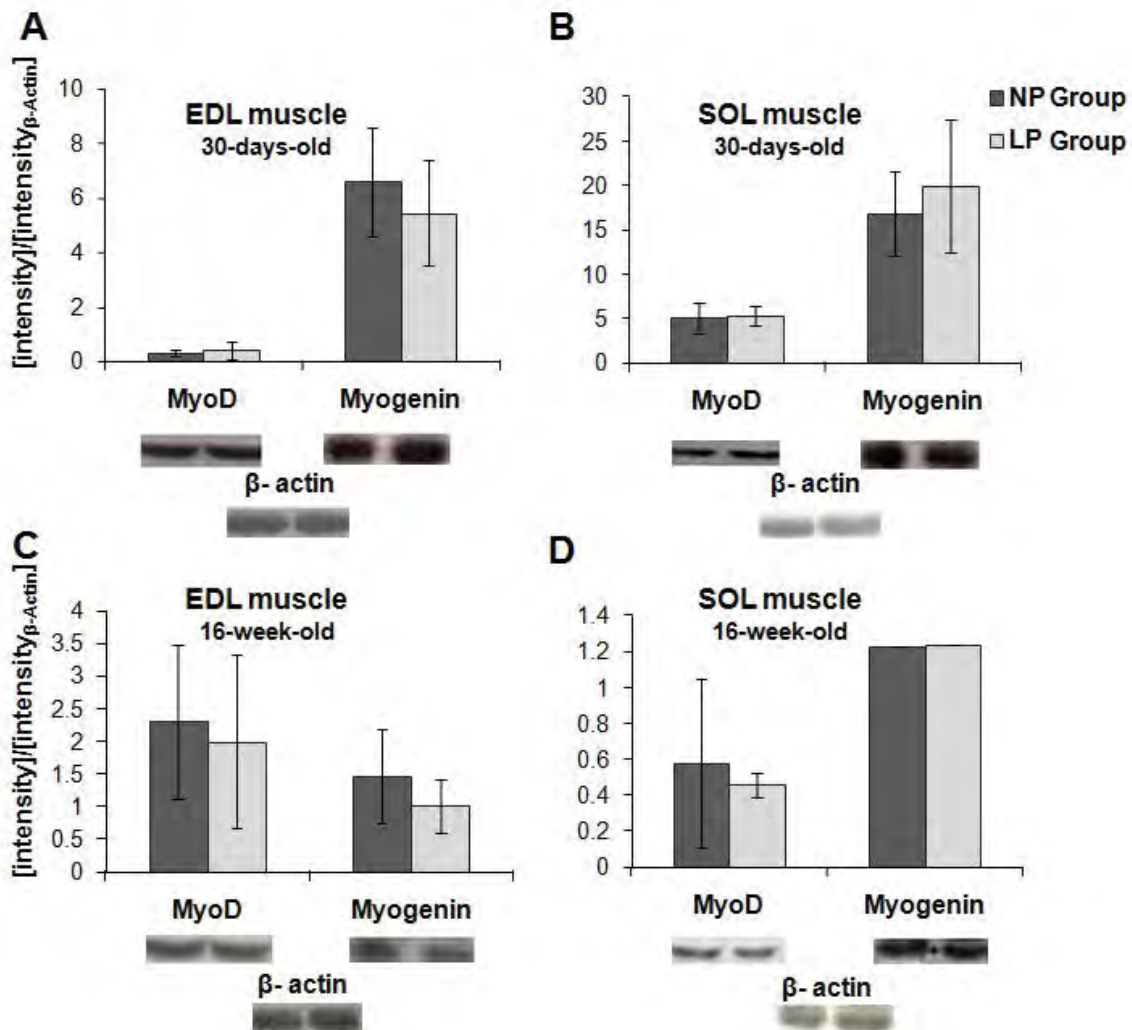 A
[intensity]/[intensityβ-Actin]
10
8
6
4
2
0
EDL muscle
30-days-old
MyoD
Myogenin
β- actin
B
30
25
20
15
10
5
0
SOL muscle
30-days-old
NP Group
LP Group
MyoD
Myogenin
β- actin
C
[intensity]/[intensityβ-Actin]
4
3.5
3
2.5
2
1.5
1
0.5
0
EDL muscle
16-week-old
MyoD
Myogenin
β- actin
D
1.4
1.2
1
0.8
0.6
0.4
0.2
0
SOL muscle
16-week-old
MyoD
Myogenin
β- actin